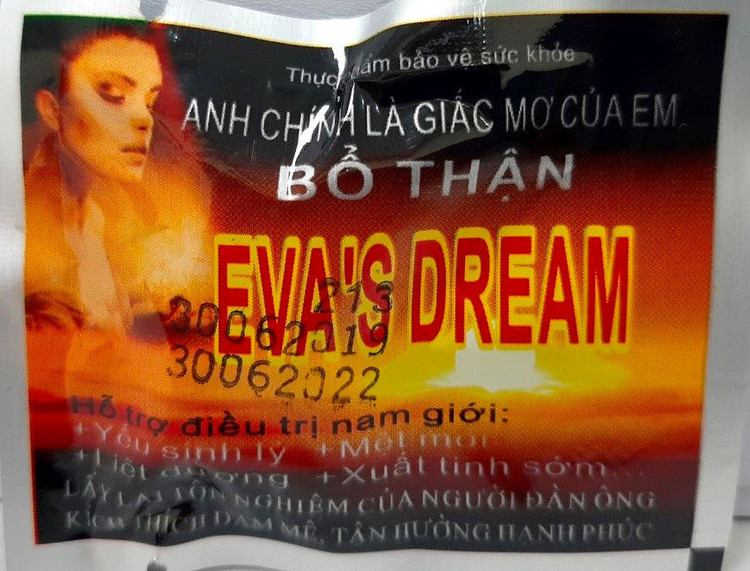 Thực phẩm bảo vệ sức khỏe
ANH CHÍNH LÀ GIẤC MƠ CỦA EM
BỔ THẬN
EVA'S DREAM
213
30062019
30062022
Hỗ trợ điều trị nam giới:
+Yếu sinh lý +Mệt mỏi
+Liệt dương +Xuất tinh sớm...
LẤY LẠI TÔN NGHIÊM CỦA NGƯỜI ĐÀN ÔNG
KÍCH THÍCH ĐAM MÊ, TẬN HƯỞNG HẠNH PHÚC